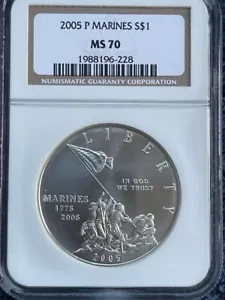 2005 P MARINES S$1
MS 70
1988196-228
NUMISMATIC GUARANTY CORPORATION
LIBERTY
IN GOD
WE TRUST
MARINES
1775
2005
2005